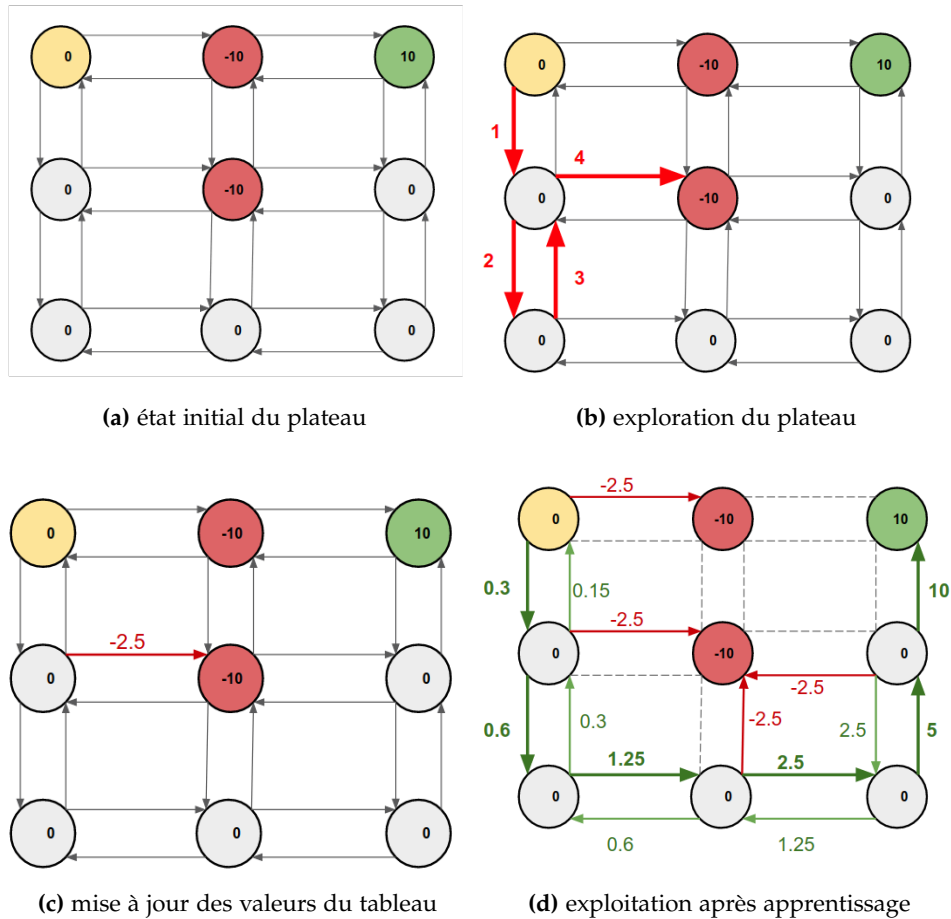 0 -10 10
0 -10 0
0 0 0
(a) état initial du plateau
0 -10 10
1 4
0 -10 0
2 3
0 0 0
(b) exploration du plateau
0 -10 10
-2.5
0 -10 0
0 0 0
(c) mise à jour des valeurs du tableau
-2.5
0 -10 10
0.3 0.15 10
-2.5
0 -10 0
-2.5
0.6 0.3 -2.5 2.5 5
1.25 2.5
0 0 0
0.6 1.25
(d) exploitation après apprentissage